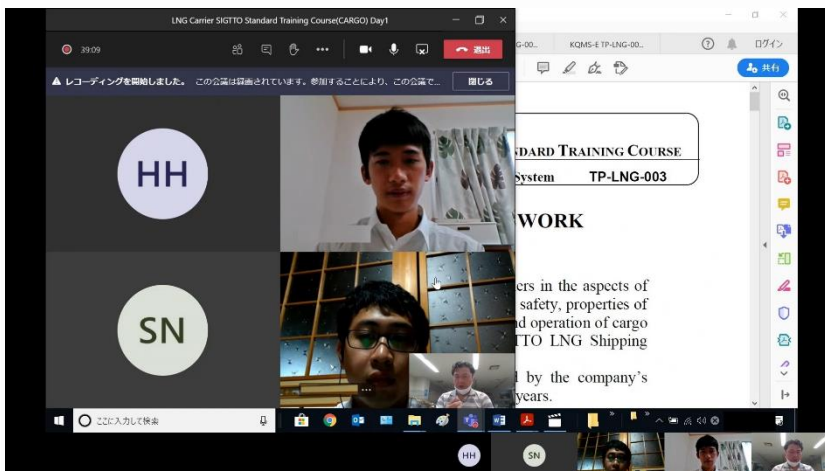 LNG Carrier SIGTTO Standard Training Course(CARGO) Day1
39:09
退出
レコーディングを開始しました。 この会議は録画されています。参加することにより、この会議で...
閉じる
HH
SN
G-00...
KQMS-E TP-LNG-00...
ログイン
共有
NDARD TRAINING COURSE
System TP-LNG-003
WORK
ers in the aspects of
safety, properties of
nd operation of cargo
TTO LNG Shipping
by the company's
years.
ここに入力して検索
HH
SN